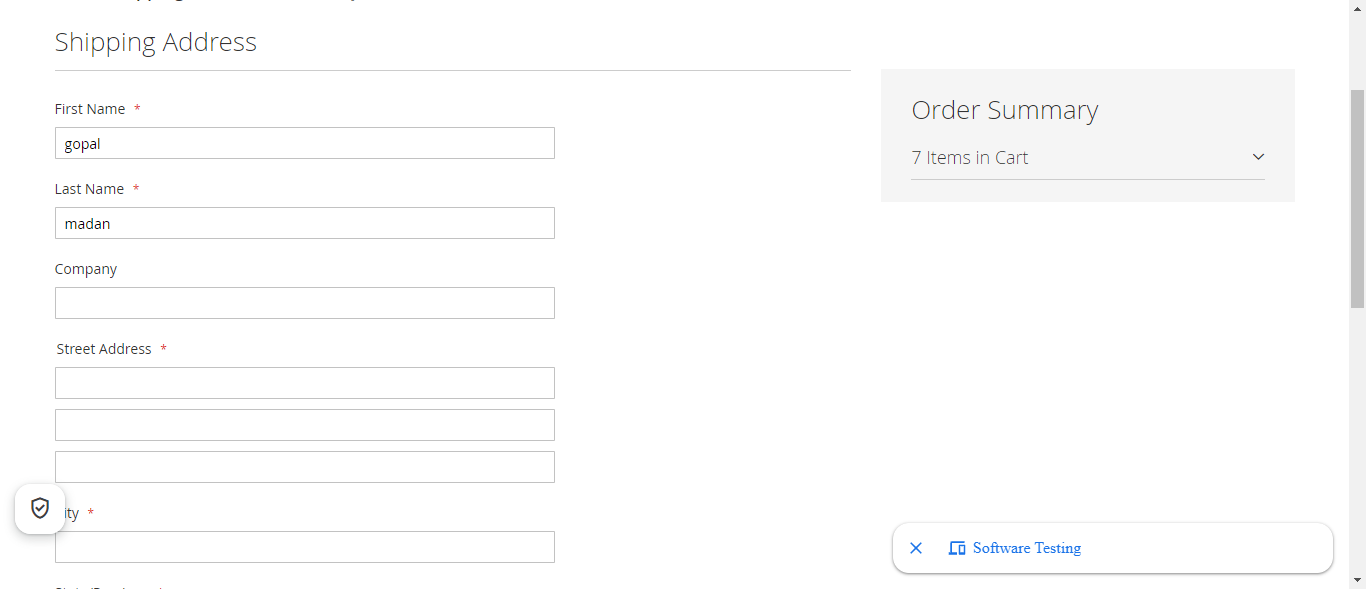 Shipping Address
First Name *
gopal
Last Name *
madan
Company
Street Address *
ity *
Order Summary
7 Items in Cart
Software Testing